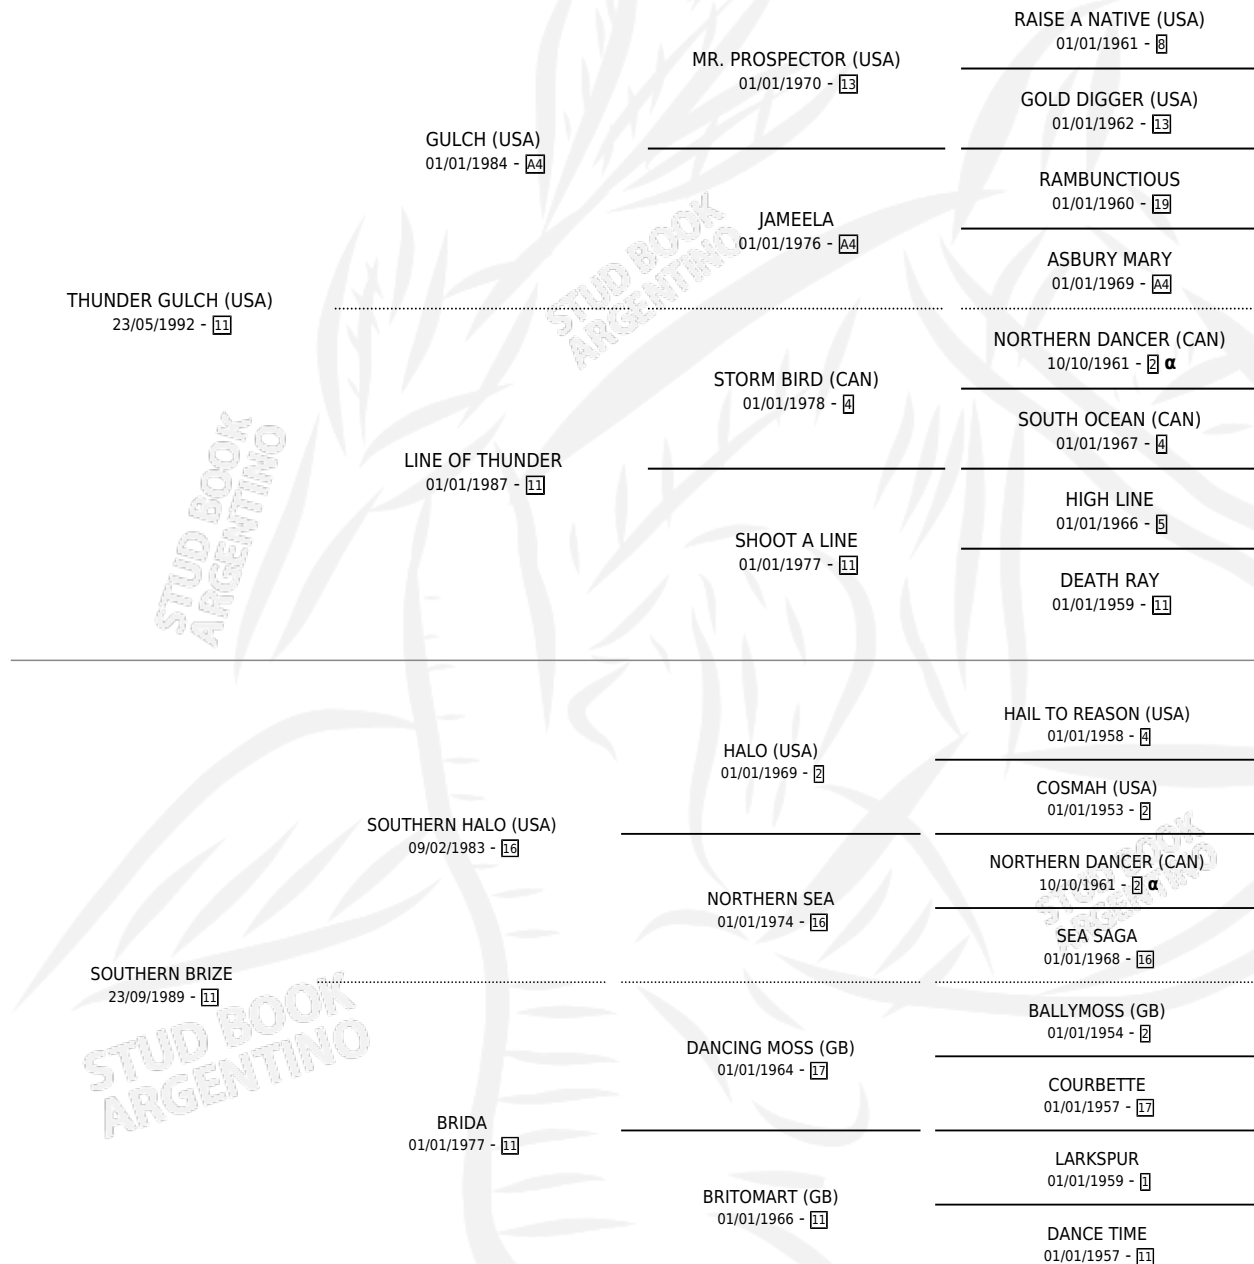 RAISE A NATIVE (USA)
01/01/1961 - 8
MR. PROSPECTOR (USA)
01/01/1970 - 13
GOLD DIGGER (USA)
01/01/1962 - 13
GULCH (USA)
01/01/1984 - A4
RAMBUNCTIOUS
01/01/1960 - 19
JAMEELA
01/01/1976 - A4
ASBURY MARY
01/01/1969 - A4
THUNDER GULCH (USA)
23/05/1992 - 11
NORTHERN DANCER (CAN)
10/10/1961 - 2 α
STORM BIRD (CAN)
01/01/1978 - 4
SOUTH OCEAN (CAN)
01/01/1967 - 4
LINE OF THUNDER
01/01/1987 - 11
HIGH LINE
01/01/1966 - 5
SHOOT A LINE
01/01/1977 - 11
DEATH RAY
01/01/1959 - 11
HAIL TO REASON (USA)
01/01/1958 - 4
HALO (USA)
01/01/1969 - 2
COSMAH (USA)
01/01/1953 - 2
SOUTHERN HALO (USA)
09/02/1983 - 16
NORTHERN DANCER (CAN)
10/10/1961 - 2 α
NORTHERN SEA
01/01/1974 - 16
SEA SAGA
01/01/1968 - 16
SOUTHERN BRIZE
23/09/1989 - 11
BALLYMOSS (GB)
01/01/1954 - 2
DANCING MOSS (GB)
01/01/1964 - 17
COURBETTE
01/01/1957 - 17
BRIDA
01/01/1977 - 11
LARKSPUR
01/01/1959 - 1
BRITOMART (GB)
01/01/1966 - 11
DANCE TIME
01/01/1957 - 11
STUD BOOK
ARGENTINO
STUD BOOK
ARGENTINO
STUD BOOK
ARGENTINO
STUD BOOK
ARGENTINO